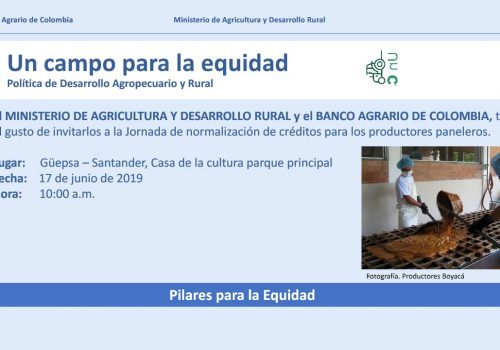 Agrario de Colombia
Ministerio de Agricultura y Desarrollo Rural
Un campo para la equidad
Política de Desarrollo Agropecuario y Rural
MINISTERIO DE AGRICULTURA Y DESARROLLO RURAL y el BANCO AGRARIO DE COLOMBIA, t
l gusto de invitarlos a la Jornada de normalización de créditos para los productores paneleros.
ugar: Güepsa – Santander, Casa de la cultura parque principal
echa: 17 de junio de 2019
ora: 10:00 a.m.
Fotografía. Productores Boyacá
Pilares para la Equidad